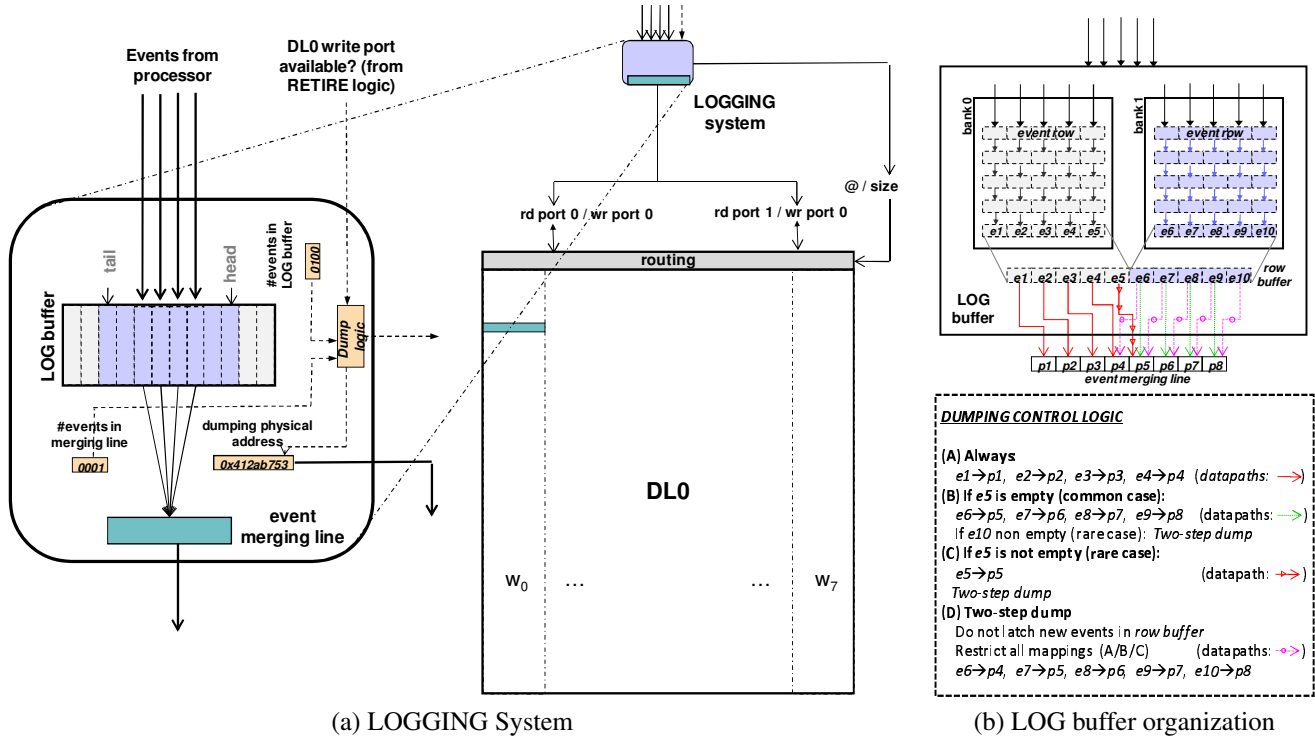 Events from
processor
DL0 write port
available? (from
RETIRE logic)
LOGGING
system
@ / size
rd port 0 / wr port 0
rd port 1 / wr port 0
routing
tail
head
#events in
LOG buffer
0100
LOG buffer
Dump
logic
#events in
merging line
0001
dumping physical
address
0x412ab753
event
merging line
DL0
w0
...
...
w7
(a) LOGGING System
bank 0
event row
e1 e2 e3 e4 e5
bank 1
event row
e6 e7 e8 e9 e10
e1 e2 e3 e4 e5 e6 e7 e8 e9 e10
row
buffer
LOG
buffer
p1 p2 p3 p4 p5 p6 p7 p8
event merging line
DUMPING CONTROL LOGIC
(A) Always:
e1→p1, e2→p2, e3→p3, e4→p4 (datapaths: →)
(B) If e5 is empty (common case):
e6→p5, e7→p6, e8→p7, e9→p8 (datapaths: →)
If e10 non empty (rare case): Two-step dump
(C) If e5 is not empty (rare case):
e5→p5 (datapath: →)
Two-step dump
(D) Two-step dump
Do not latch new events in row buffer
Restrict all mappings (A/B/C) (datapaths: →)
e6→p4, e7→p5, e8→p6, e9→p7, e10→p8
(b) LOG buffer organization